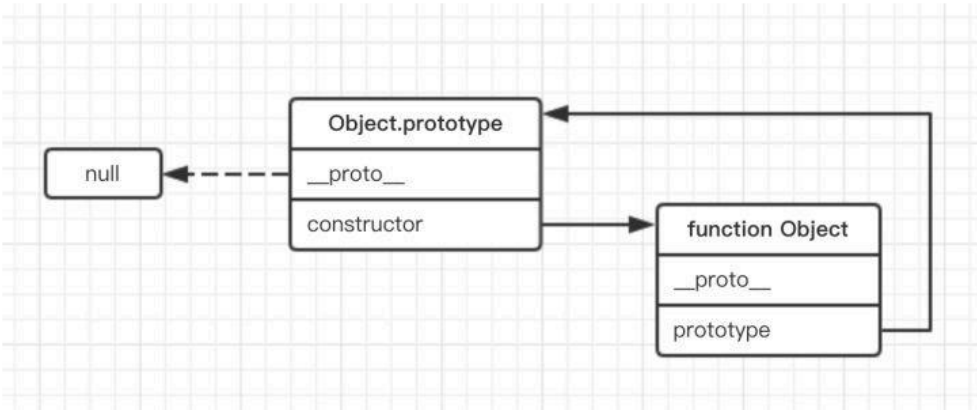 Object.prototype
null
__proto__
constructor
function Object
__proto__
prototype